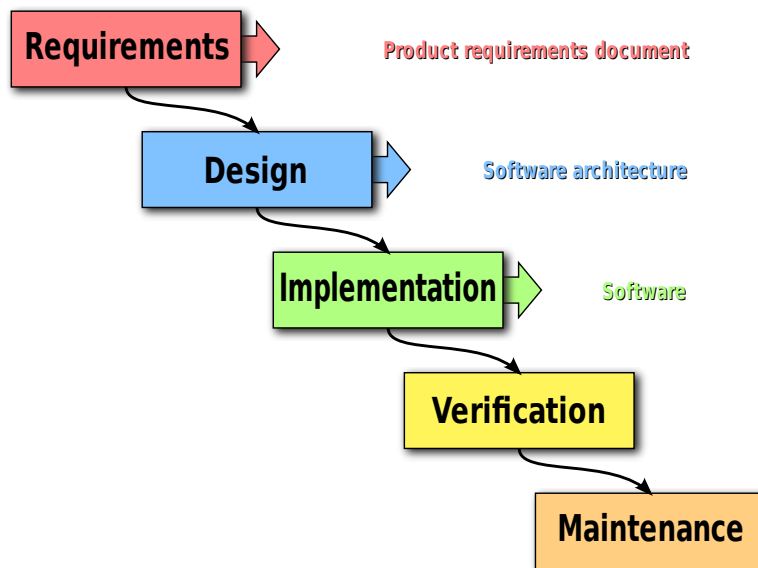 Requirements
Product requirements document
Design
Software architecture
Implementation
Software
Verification
Maintenance